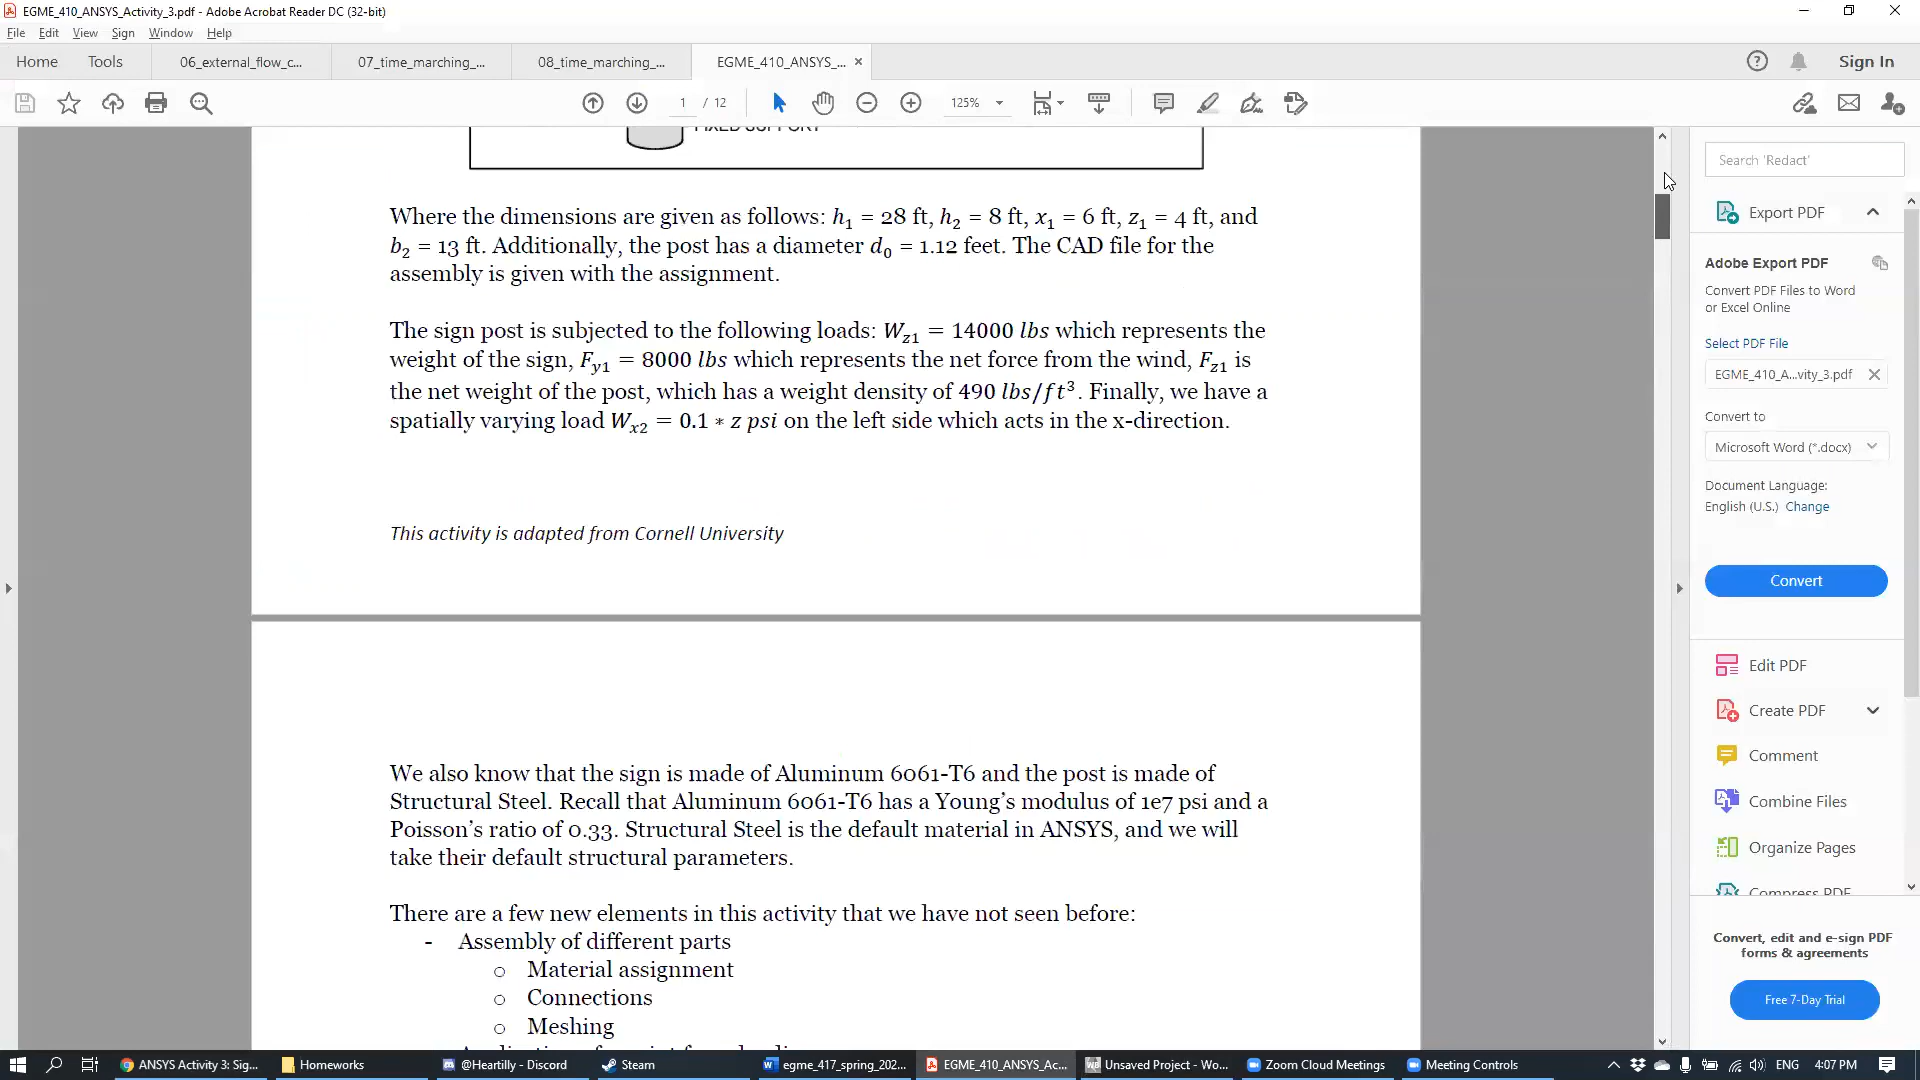 EGME_410_ANSYS_Activity_3.pdf - Adobe Acrobat Reader DC (32-bit)
File Edit View Sign Window Help
Home Tools 06_external_flow_c... 07_time_marching_... 08_time_marching_... EGME_410_ANSYS_... × Sign In
1 / 12 125%
FIXED SUPPORT
Where the dimensions are given as follows: h₁ = 28 ft, h₂ = 8 ft, x₁ = 6 ft, z₁ = 4 ft, and
b₂ = 13 ft. Additionally, the post has a diameter d₀ = 1.12 feet. The CAD file for the
assembly is given with the assignment.
The sign post is subjected to the following loads: W_z1 = 14000 lbs which represents the
weight of the sign, F_y1 = 8000 lbs which represents the net force from the wind, F_z1 is
the net weight of the post, which has a weight density of 490 lbs/ft³. Finally, we have a
spatially varying load W_x2 = 0.1 * z psi on the left side which acts in the x-direction.
This activity is adapted from Cornell University
We also know that the sign is made of Aluminum 6061-T6 and the post is made of
Structural Steel. Recall that Aluminum 6061-T6 has a Young's modulus of 1e7 psi and a
Poisson's ratio of 0.33. Structural Steel is the default material in ANSYS, and we will
take their default structural parameters.
There are a few new elements in this activity that we have not seen before:
- Assembly of different parts
o Material assignment
o Connections
o Meshing
Search 'Redact'
Export PDF
Adobe Export PDF
Convert PDF Files to Word
or Excel Online
Select PDF File
EGME_410_A...vity_3.pdf
Convert to
Microsoft Word (*.docx)
Document Language:
English (U.S.) Change
Convert
Edit PDF
Create PDF
Comment
Combine Files
Organize Pages
Compress PDF
Convert, edit and e-sign PDF
forms & agreements
Free 7-Day Trial
ANSYS Activity 3: Sig... Homeworks @Heartilly - Discord Steam egme_417_spring_202... EGME_410_ANSYS_Ac... Unsaved Project - Wo... Zoom Cloud Meetings Meeting Controls ENG 4:07 PM